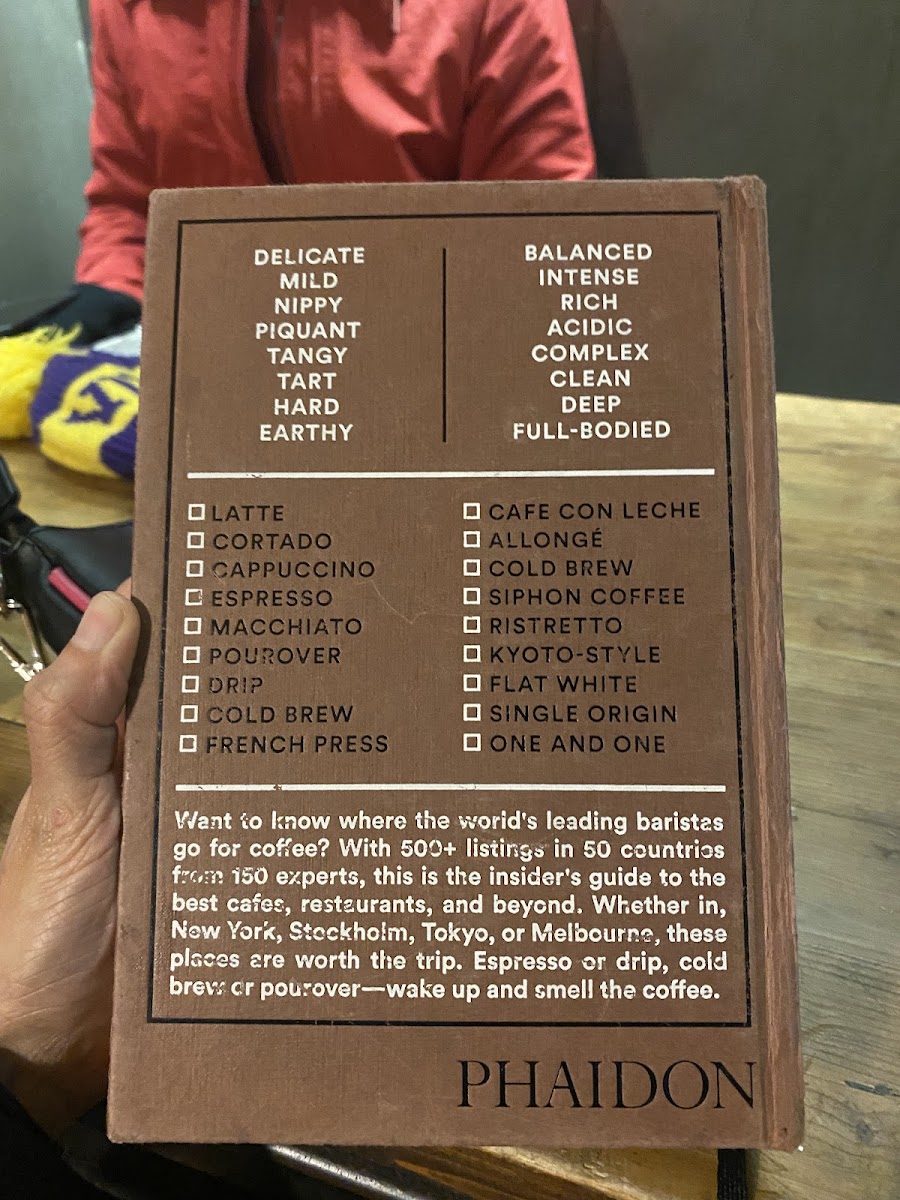 DELICATE
MILD
NIPPY
PIQUANT
TANGY
TART
HARD
EARTHY
BALANCED
INTENSE
RICH
ACIDIC
COMPLEX
CLEAN
DEEP
FULL-BODIED
LATTE
CORTADO
CAPPUCCINO
ESPRESSO
MACCHIATO
POUROVER
DRIP
COLD BREW
FRENCH PRESS
CAFE CON LECHE
ALLONGÉ
COLD BREW
SIPHON COFFEE
RISTRETTO
KYOTO-STYLE
FLAT WHITE
SINGLE ORIGIN
ONE AND ONE
Want to know where the world's leading baristas
go for coffee? With 500+ listings in 50 countries
from 150 experts, this is the insider's guide to the
best cafes, restaurants, and beyond. Whether in,
New York, Stockholm, Tokyo, or Melbourne, these
places are worth the trip. Espresso or drip, cold
brew or pourover—wake up and smell the coffee.
PHAIDON